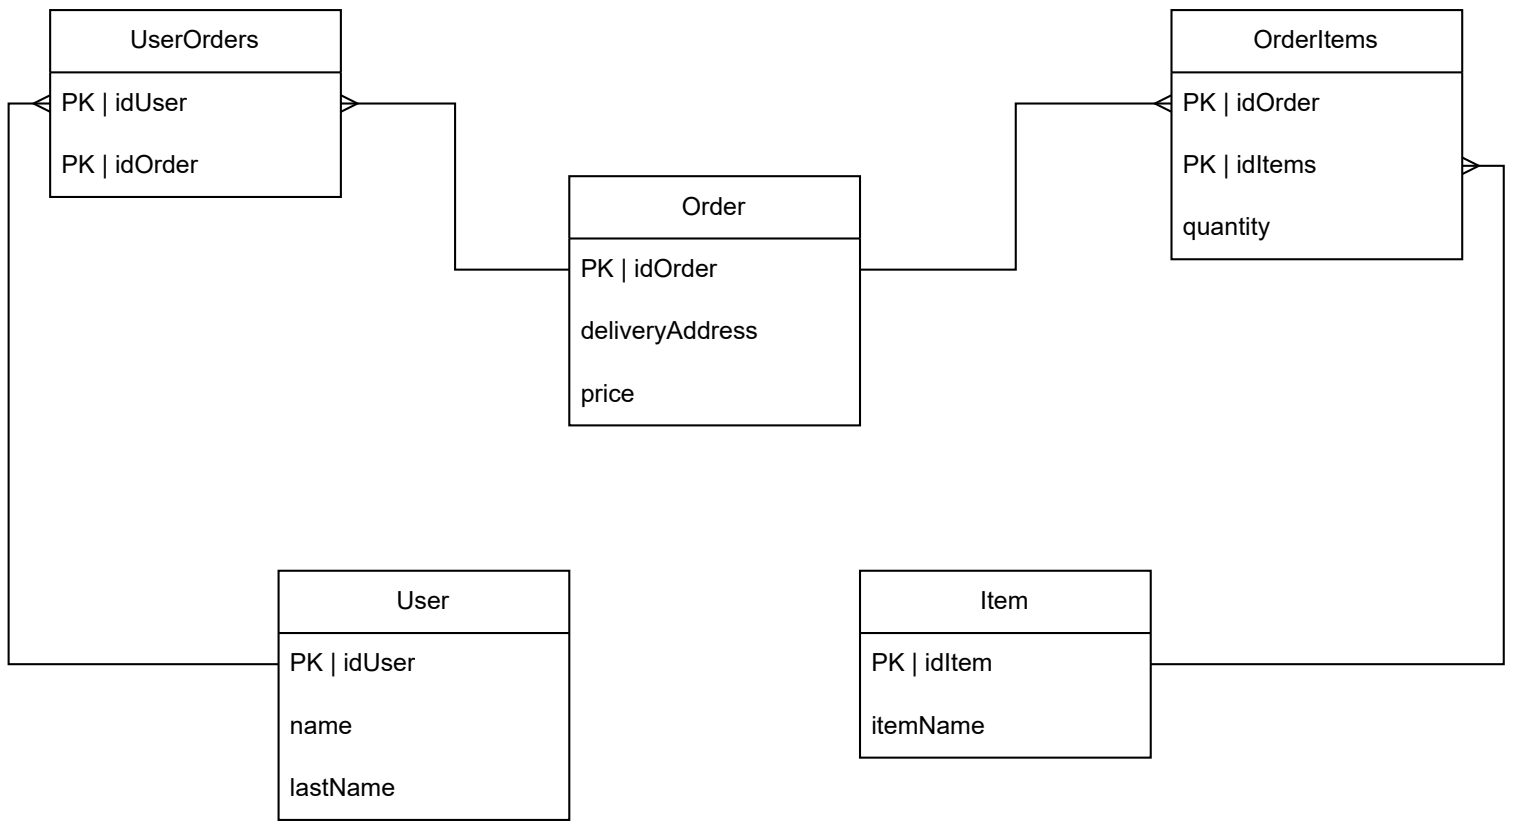 UserOrders
PK | idUser
PK | idOrder
OrderItems
PK | idOrder
PK | idItems
quantity
Order
PK | idOrder
deliveryAddress
price
User
PK | idUser
name
lastName
Item
PK | idItem
itemName